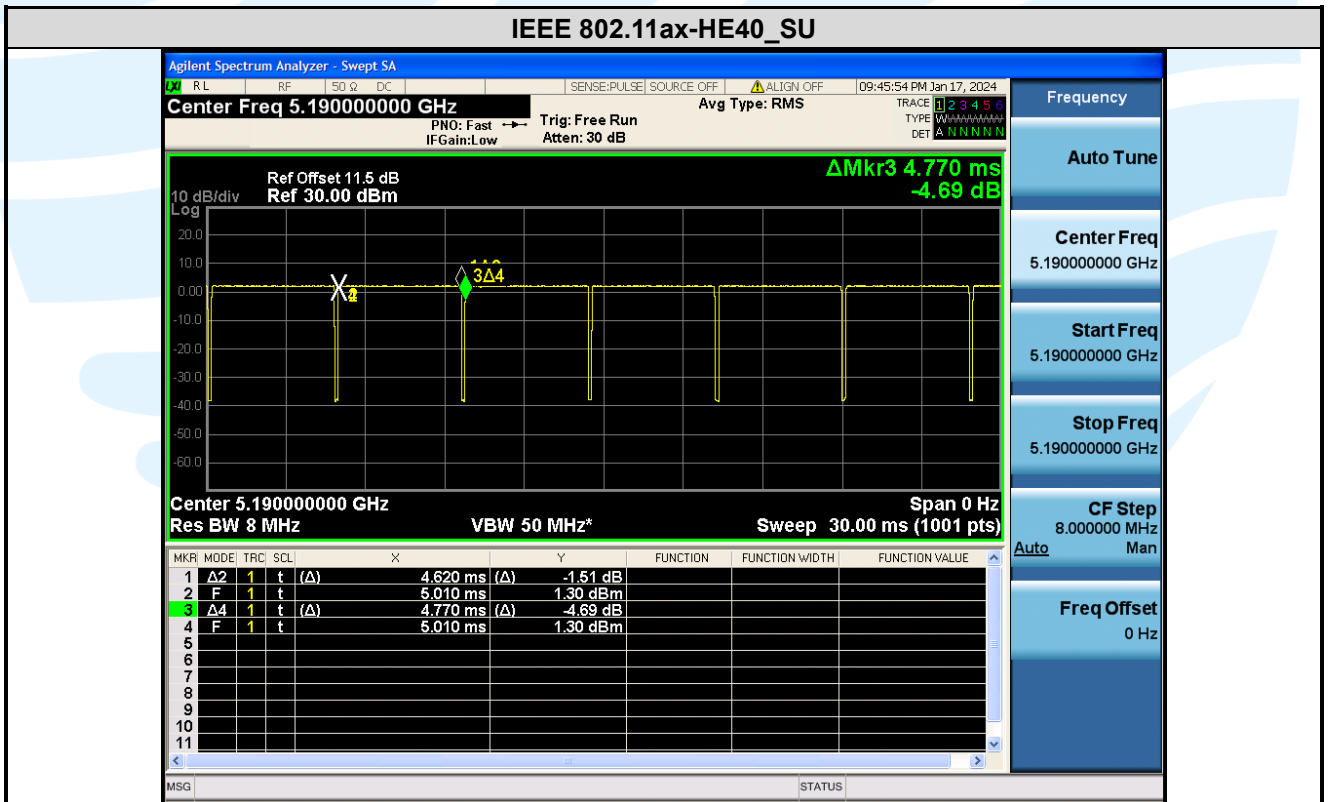 IEEE 802.11ax-HE40_SU
Agilent Spectrum Analyzer - Swept SA
LXI RL RF 50 Ω DC SENSE:PULSE SOURCE OFF ALIGN OFF 09:45:54 PM Jan 17, 2024
Center Freq 5.190000000 GHz
PNO: Fast
IFGain:Low
Trig: Free Run
Atten: 30 dB
Avg Type: RMS
TRACE 1 2 3 4 5 6
TYPE
DET A N N N N N
ΔMkr3 4.770 ms
-4.69 dB
Ref Offset 11.5 dB
10 dB/div Ref 30.00 dBm
Log
20.0
10.0
0.00
-10.0
-20.0
-30.0
-40.0
-50.0
-60.0
3Δ4
Center 5.190000000 GHz Span 0 Hz
Res BW 8 MHz VBW 50 MHz* Sweep 30.00 ms (1001 pts)
MKR MODE TRC SCL X Y FUNCTION FUNCTION WIDTH FUNCTION VALUE
1 Δ2 1 t (Δ) 4.620 ms (Δ) -1.51 dB
2 F 1 t 5.010 ms 1.30 dBm
3 Δ4 1 t (Δ) 4.770 ms (Δ) -4.69 dB
4 F 1 t 5.010 ms 1.30 dBm
5
6
7
8
9
10
11
MSG STATUS
Frequency
Auto Tune
Center Freq
5.190000000 GHz
Start Freq
5.190000000 GHz
Stop Freq
5.190000000 GHz
CF Step
8.000000 MHz
Auto Man
Freq Offset
0 Hz